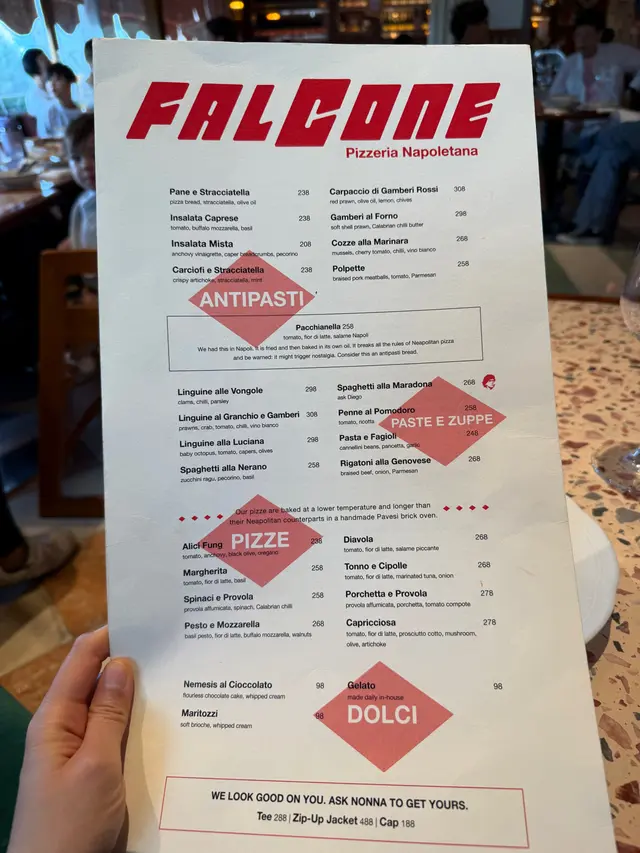 FALCONE
Pizzeria Napoletana
Pane e Stracciatella 238
pizza bread, stracciatella, olive oil
Insalata Caprese 238
tomato, buffalo mozzarella, basil
Insalata Mista 208
anchovy vinaigrette, caper breadcrumbs, pecorino
Carciofi e Stracciatella 238
crispy artichoke, stracciatella, mint
Carpaccio di Gamberi Rossi 308
red prawn, olive oil, lemon, chives
Gamberi al Forno 298
soft shell prawn, Calabrian chilli butter
Cozze alla Marinara 268
mussels, cherry tomato, chilli, vino bianco
Polpette 258
braised pork meatballs, tomato, Parmesan
ANTIPASTI
Pacchianella 258
tomato, fior di latte, salame Napoli
We had this in Napoli. It is fried and then baked in its own oil. It breaks all the rules of Neapolitan pizza
and be warned: it might trigger nostalgia. Consider this an antipasti bread.
Linguine alle Vongole 298
clams, chilli, parsley
Linguine al Granchio e Gamberi 308
prawns, crab, tomato, chilli, vino bianco
Linguine alla Luciana 298
baby octopus, tomato, capers, olives
Spaghetti alla Nerano 258
zucchini ragu, pecorino, basil
Spaghetti alla Maradona 268
ask Diego
Penne al Pomodoro 258
tomato, ricotta
Pasta e Fagioli 248
cannellini beans, pancetta, garlic
Rigatoni alla Genovese 268
braised beef, onion, Parmesan
PASTE E ZUPPE
Our pizze are baked at a lower temperature and longer than
their Neapolitan counterparts in a handmade Pavesi brick oven.
PIZZE
Alici Fung 238
tomato, anchovy, black olive, oregano
Margherita 258
tomato, fior di latte, basil
Spinaci e Provola 258
provola affumicata, spinach, Calabrian chilli
Pesto e Mozzarella 268
basil pesto, fior di latte, buffalo mozzarella, walnuts
Diavola 268
tomato, fior di latte, salame piccante
Tonno e Cipolle 268
tomato, fior di latte, marinated tuna, onion
Porchetta e Provola 278
provola affumicata, porchetta, tomato compote
Capricciosa 278
tomato, fior di latte, prosciutto cotto, mushroom,
olive, artichoke
Nemesis al Cioccolato 98
flourless chocolate cake, whipped cream
Maritozzi 98
soft brioche, whipped cream
Gelato 98
made daily in-house
DOLCI
WE LOOK GOOD ON YOU. ASK NONNA TO GET YOURS.
Tee 288 | Zip-Up Jacket 488 | Cap 188